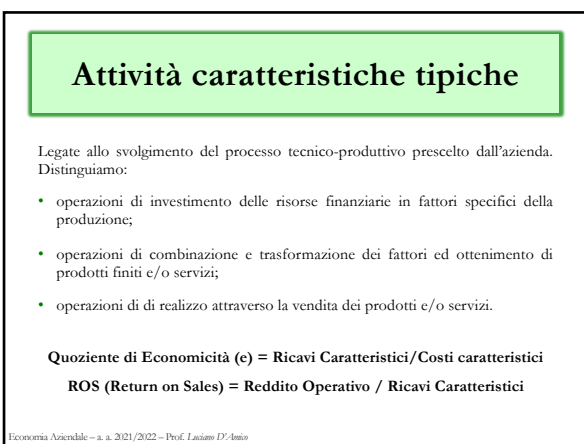 Attività caratteristiche tipiche
Legate allo svolgimento del processo tecnico-produttivo prescelto dall'azienda.
Distinguiamo:
• operazioni di investimento delle risorse finanziarie in fattori specifici della
produzione;
• operazioni di combinazione e trasformazione dei fattori ed ottenimento di
prodotti finiti e/o servizi;
• operazioni di di realizzo attraverso la vendita dei prodotti e/o servizi.
Quoziente di Economicità (e) = Ricavi Caratteristici/Costi caratteristici
ROS (Return on Sales) = Reddito Operativo / Ricavi Caratteristici
Economia Aziendale – a. a. 2021/2022 – Prof. Luciano D'Amico